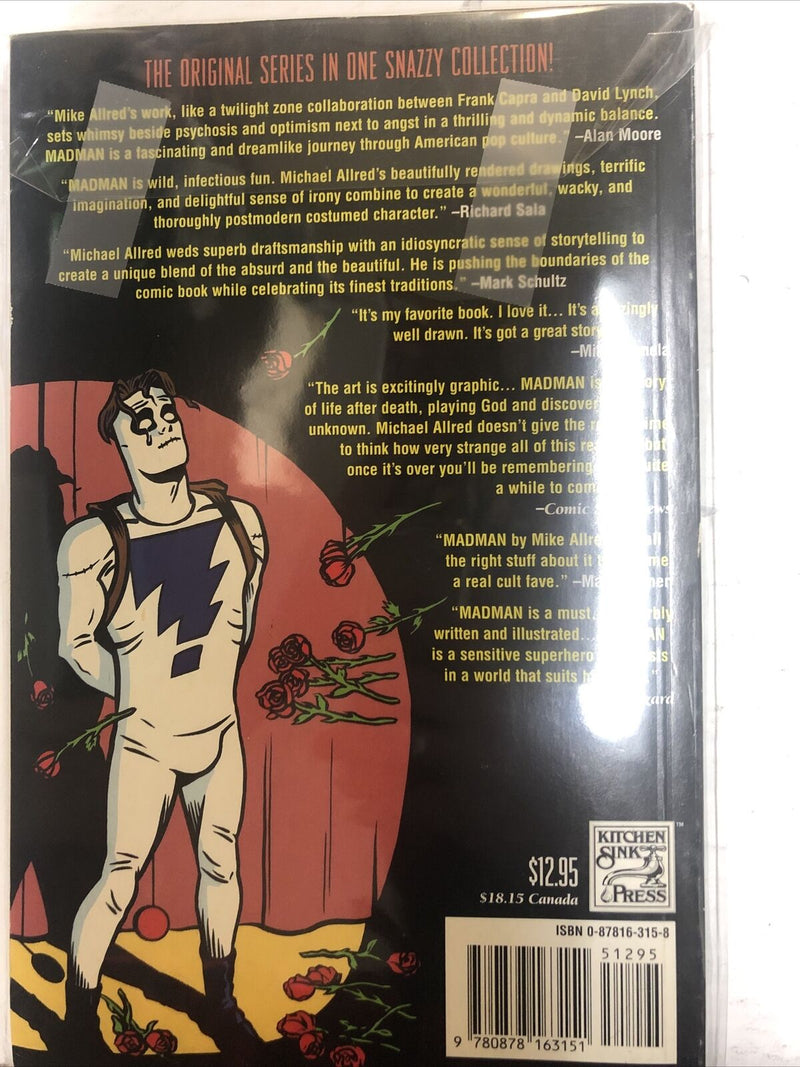 THE ORIGINAL SERIES IN ONE SNAZZY COLLECTION!
“Mike Allred’s work, like a twilight zone collaboration between Frank Capra and David Lynch,
sets whimsy beside psychosis and optimism next to angst in a thrilling and dynamic balance.
MADMAN is a fascinating and dreamlike journey through American pop culture.” –Alan Moore
“MADMAN is wild, infectious fun. Michael Allred’s beautifully rendered drawings, terrific
imagination, and delightful sense of irony combine to create a wonderful, wacky, and
thoroughly postmodern costumed character.” –Richard Sala
“Michael Allred weds superb draftsmanship with an idiosyncratic sense of storytelling to
create a unique blend of the absurd and the beautiful. He is pushing the boundaries of the
comic book while celebrating its finest traditions.” –Mark Schultz
“It’s my favorite book. I love it... It’s amazingly
well drawn. It’s got a great story
“The art is excitingly graphic... MADMAN is
of life after death, playing God and
unknown. Michael Allred doesn’t give the
to think how very strange all of this
once it’s over you’ll be remembering
a while to
–Comic
“MADMAN by Mike
the right stuff about it
a real cult fave.”
“MADMAN is a must.
written and illustrated...
is a sensitive superhero
in a world that suits
$12.95
$18.15 Canada
KITCHEN
SINK
PRESS
TM
ISBN 0-87816-315-8
51295
9 780878 163151